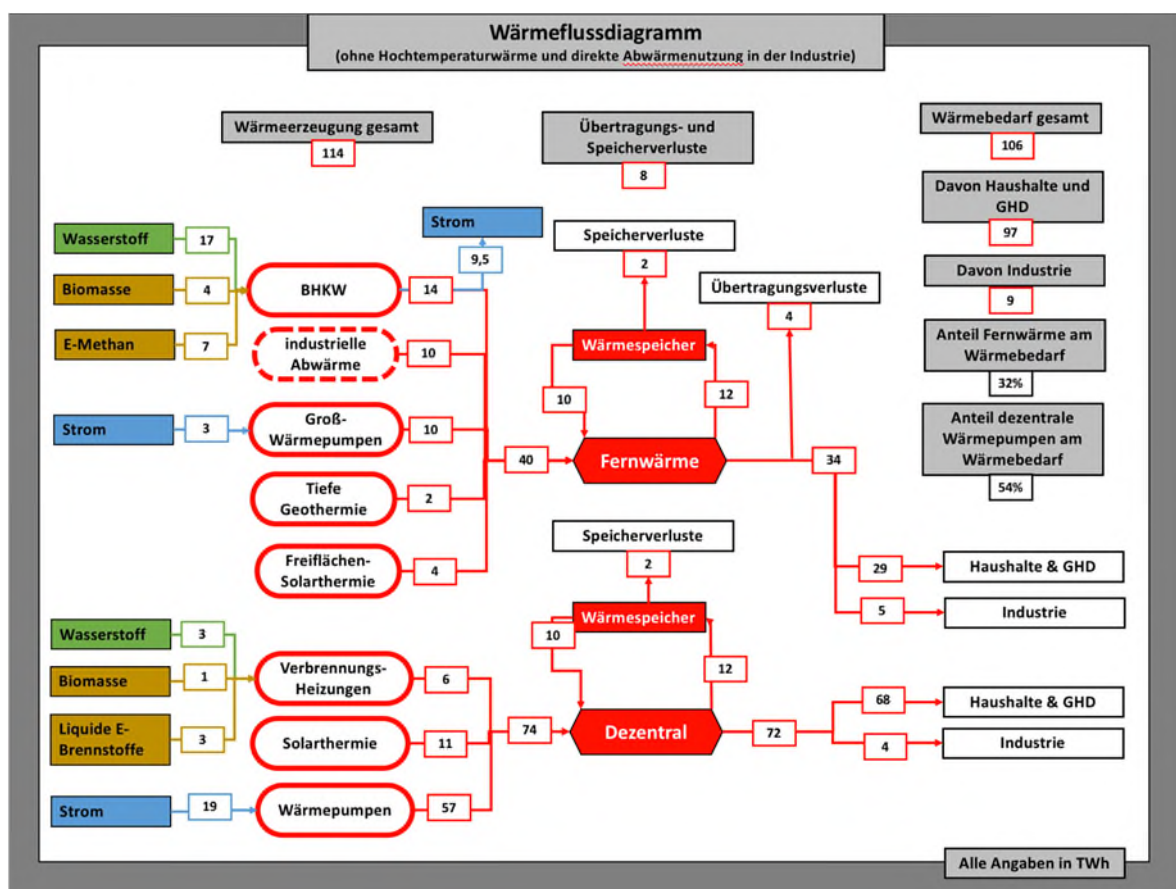 Wärmeflussdiagramm
(ohne Hochtemperaturwärme und direkte Abwärmenutzung in der Industrie)
Wärmeerzeugung gesamt
114
Übertragungs- und
Speicherverluste
8
Wärmebedarf gesamt
106
Davon Haushalte und
GHD
97
Davon Industrie
9
Anteil Fernwärme am
Wärmebedarf
32%
Anteil dezentrale
Wärmepumpen am
Wärmebedarf
54%
Wasserstoff
17
Biomasse
4
E-Methan
7
BHKW
14
Strom
9,5
industrielle
Abwärme
10
Strom
3
Groß-
Wärmepumpen
10
Tiefe
Geothermie
2
Freiflächen-
Solarthermie
4
40
Speicherverluste
2
Wärmespeicher
10
12
Fernwärme
Übertragungsverluste
4
34
29
Haushalte & GHD
5
Industrie
Wasserstoff
3
Biomasse
1
Liquide E-
Brennstoffe
3
Verbrennungs-
Heizungen
6
Solarthermie
11
Strom
19
Wärmepumpen
57
74
Speicherverluste
2
Wärmespeicher
10
12
Dezentral
72
68
Haushalte & GHD
4
Industrie
Alle Angaben in TWh